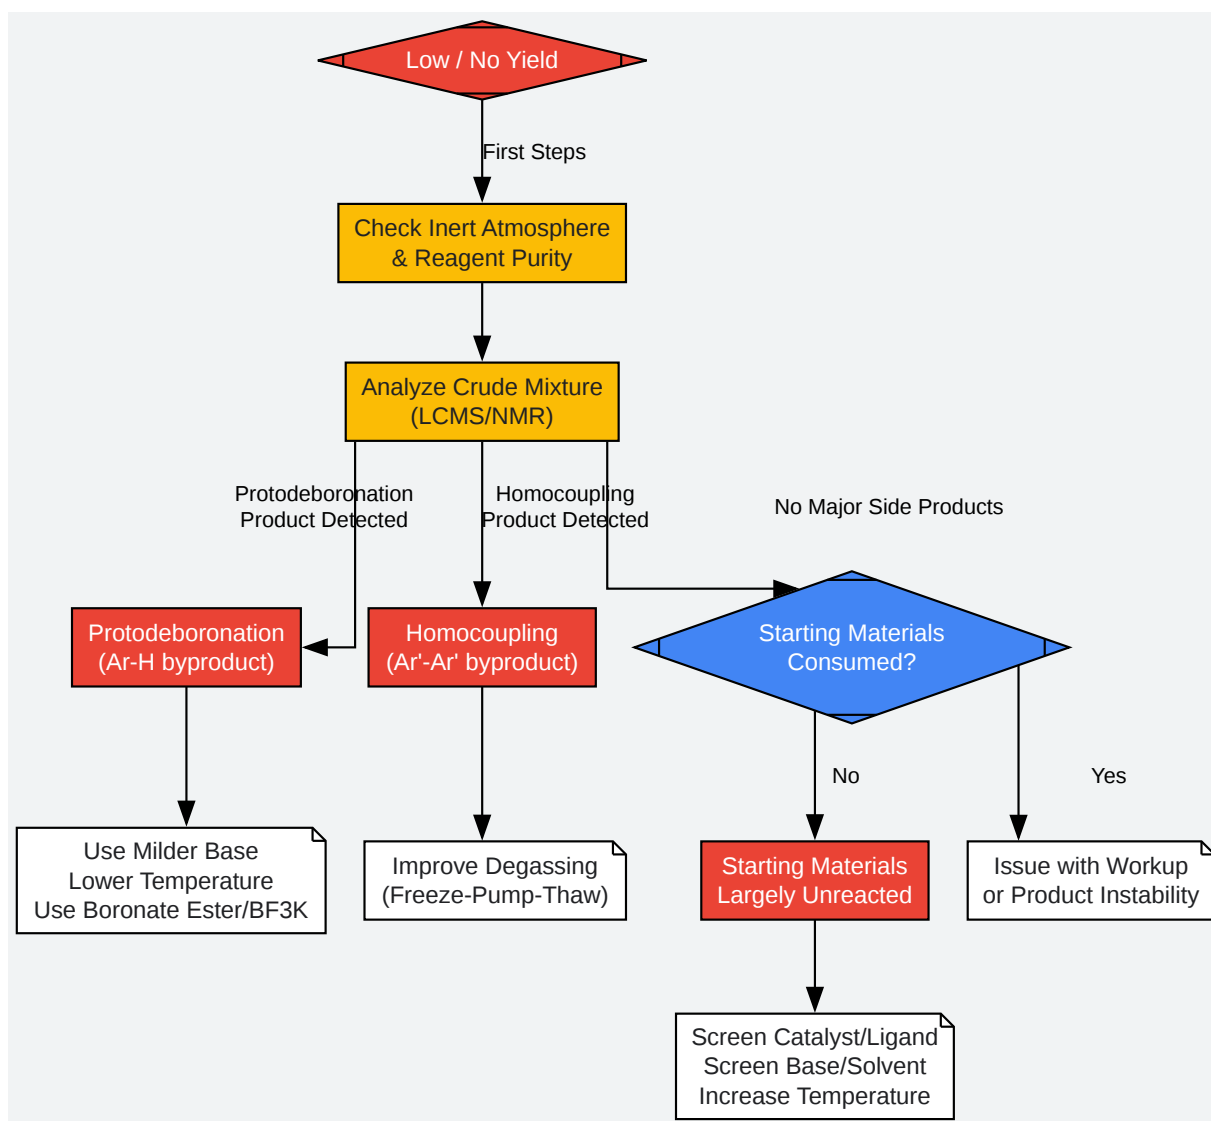 Low / No Yield
First Steps
Check Inert Atmosphere
& Reagent Purity
Analyze Crude Mixture
(LCMS/NMR)
Protodeboronation
Product Detected
Homocoupling
Product Detected
No Major Side Products
Protodeboronation
(Ar-H byproduct)
Homocoupling
(Ar'-Ar' byproduct)
Starting Materials
Consumed?
No
Yes
Use Milder Base
Lower Temperature
Use Boronate Ester/BF3K
Improve Degassing
(Freeze-Pump-Thaw)
Starting Materials
Largely Unreacted
Issue with Workup
or Product Instability
Screen Catalyst/Ligand
Screen Base/Solvent
Increase Temperature